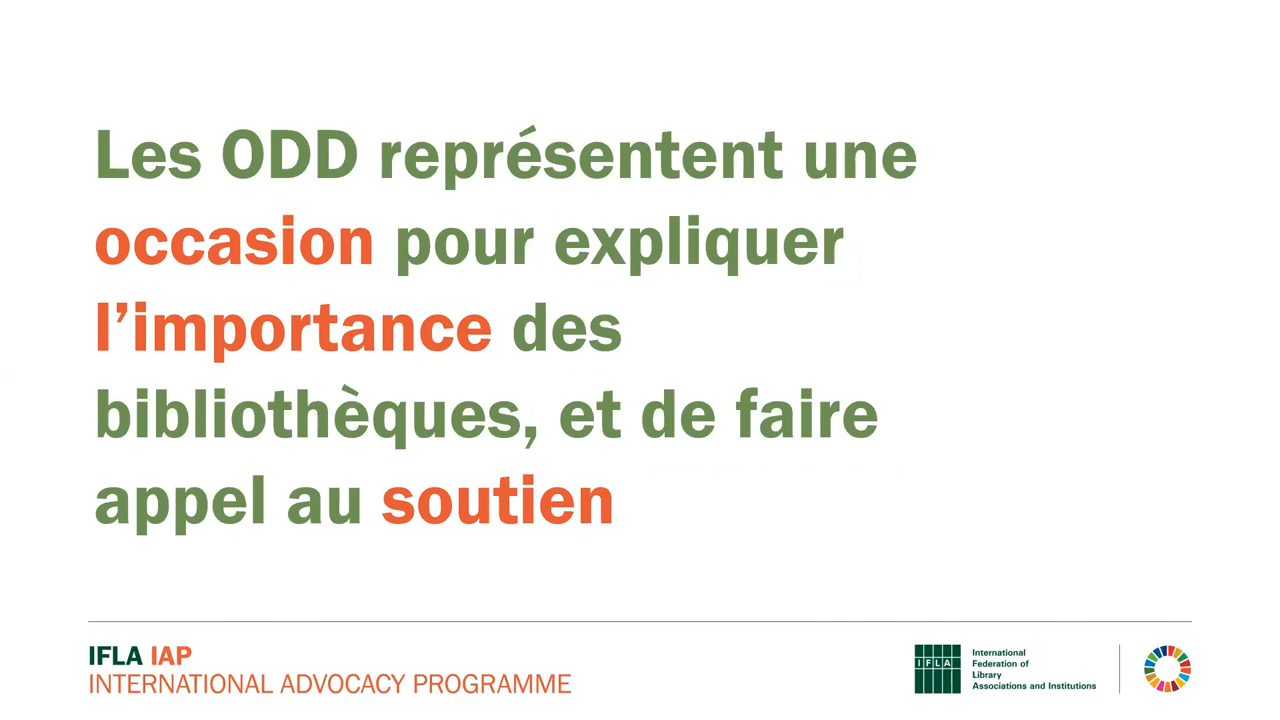 Les ODD représentent une
occasion pour expliquer
l’importance des
bibliothèques, et de faire
appel au soutien
IFLA IAP
INTERNATIONAL ADVOCACY PROGRAMME
IFLA
International
Federation of
Library
Associations and Institutions